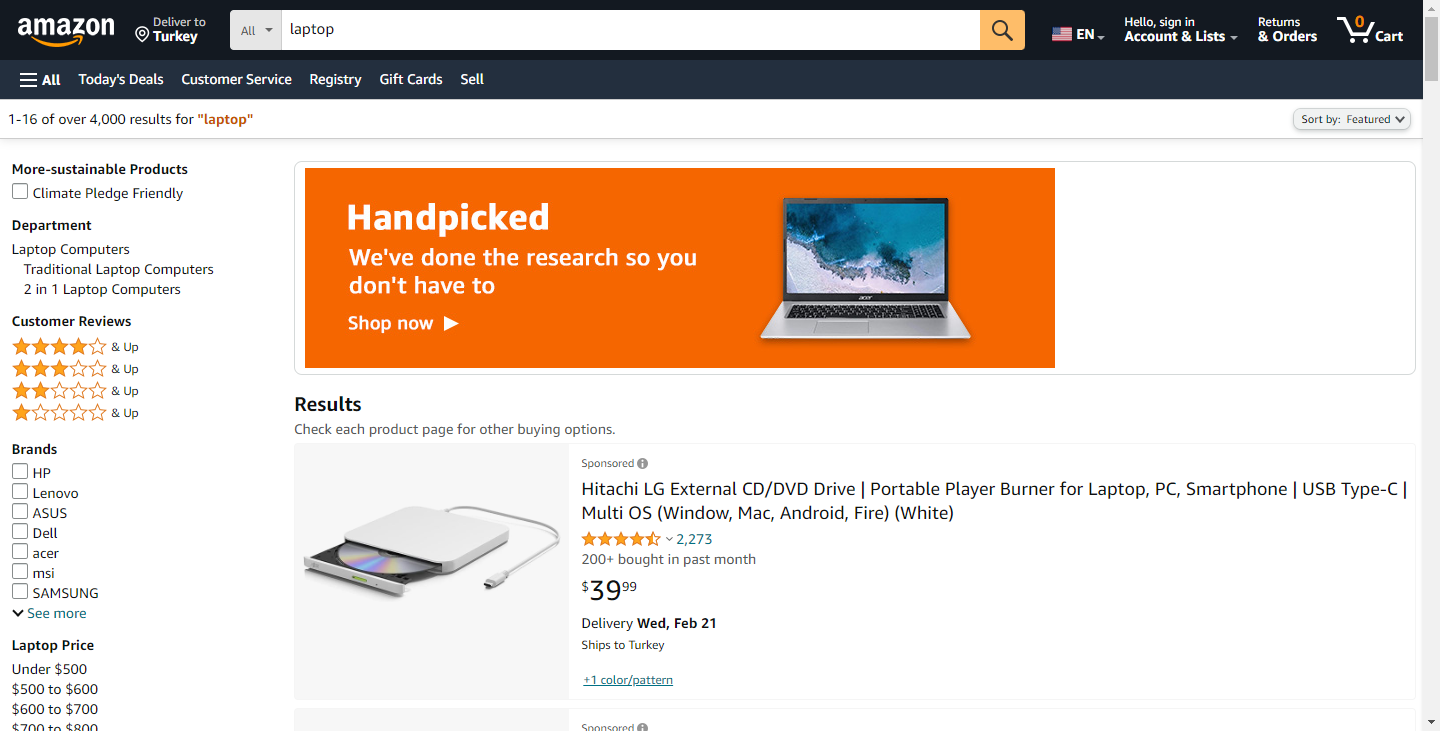 amazon
Deliver to
Turkey
All
laptop
EN
Hello, sign in
Account & Lists
Returns
& Orders
0
Cart
All
Today's Deals
Customer Service
Registry
Gift Cards
Sell
1-16 of over 4,000 results for "laptop"
Sort by: Featured
More-sustainable Products
Climate Pledge Friendly
Department
Laptop Computers
Traditional Laptop Computers
2 in 1 Laptop Computers
Customer Reviews
& Up
& Up
& Up
& Up
Brands
HP
Lenovo
ASUS
Dell
acer
msi
SAMSUNG
See more
Laptop Price
Under $500
$500 to $600
$600 to $700
$700 to $800
Handpicked
We've done the research so you
don't have to
Shop now
acer
Results
Check each product page for other buying options.
Sponsored
Hitachi LG External CD/DVD Drive | Portable Player Burner for Laptop, PC, Smartphone | USB Type-C |
Multi OS (Window, Mac, Android, Fire) (White)
2,273
200+ bought in past month
$3999
Delivery Wed, Feb 21
Ships to Turkey
+1 color/pattern
Sponsored